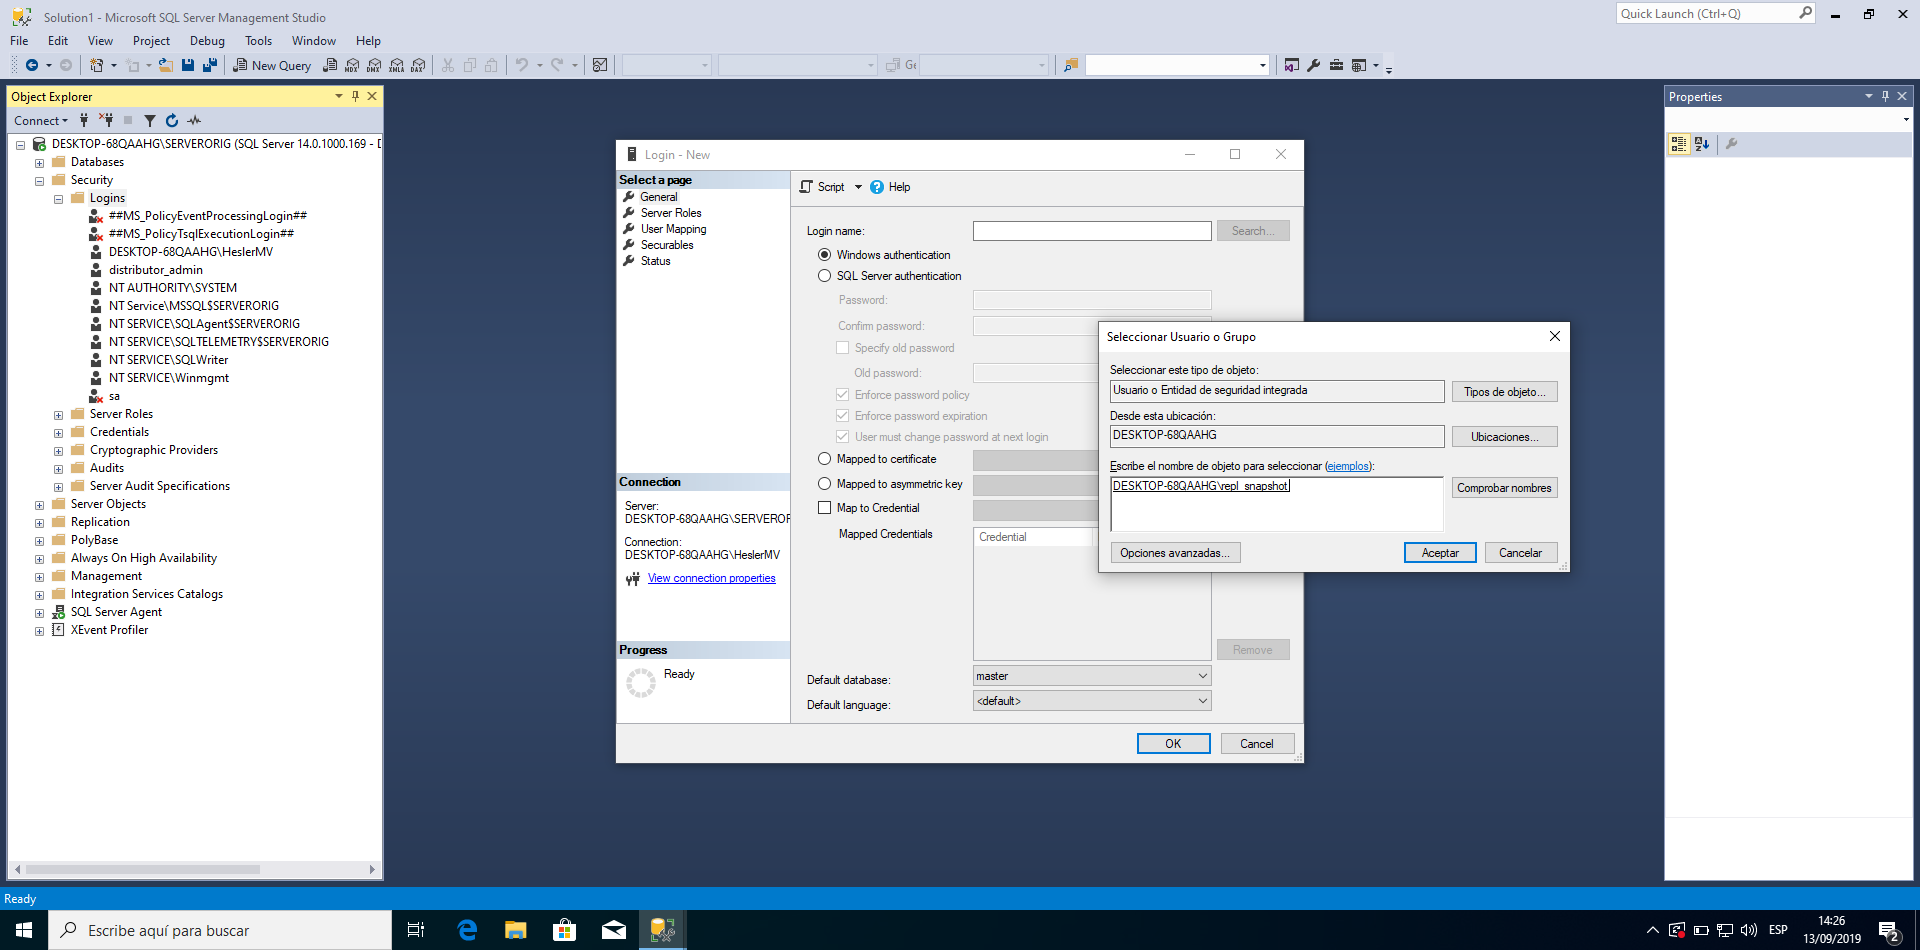 Solution1 - Microsoft SQL Server Management Studio
Quick Launch (Ctrl+Q)
File Edit View Project Debug Tools Window Help
New Query
MDX DMX XMLA DAX
Object Explorer
Connect
DESKTOP-68QAAHG\SERVERORIG (SQL Server 14.0.1000.169 - D
Databases
Security
Logins
##MS_PolicyEventProcessingLogin##
##MS_PolicyTsqlExecutionLogin##
DESKTOP-68QAAHG\HeslerMV
distributor_admin
NT AUTHORITY\SYSTEM
NT Service\MSSQL$SERVERORIG
NT SERVICE\SQLAgent$SERVERORIG
NT SERVICE\SQLTELEMETRY$SERVERORIG
NT SERVICE\SQLWriter
NT SERVICE\Winmgmt
sa
Server Roles
Credentials
Cryptographic Providers
Audits
Server Audit Specifications
Server Objects
Replication
PolyBase
Always On High Availability
Management
Integration Services Catalogs
SQL Server Agent
XEvent Profiler
Login - New
Select a page
General
Server Roles
User Mapping
Securables
Status
Connection
Server:
DESKTOP-68QAAHG\SERVEROF
Connection:
DESKTOP-68QAAHG\HeslerMV
View connection properties
Progress
Ready
Script Help
Login name:
Search...
Windows authentication
SQL Server authentication
Password:
Confirm password:
Specify old password
Old password:
Enforce password policy
Enforce password expiration
User must change password at next login
Mapped to certificate
Mapped to asymmetric key
Map to Credential
Mapped Credentials
Credential
Remove
Default database:
master
Default language:
<default>
OK
Cancel
Seleccionar Usuario o Grupo
Seleccionar este tipo de objeto:
Usuario o Entidad de seguridad integrada
Tipos de objeto...
Desde esta ubicación:
DESKTOP-68QAAHG
Ubicaciones...
Escribe el nombre de objeto para seleccionar (ejemplos):
DESKTOP-68QAAHG\repl_snapshot
Comprobar nombres
Opciones avanzadas...
Aceptar
Cancelar
Properties
Ready
Escribe aquí para buscar
ESP
14:26
13/09/2019
2